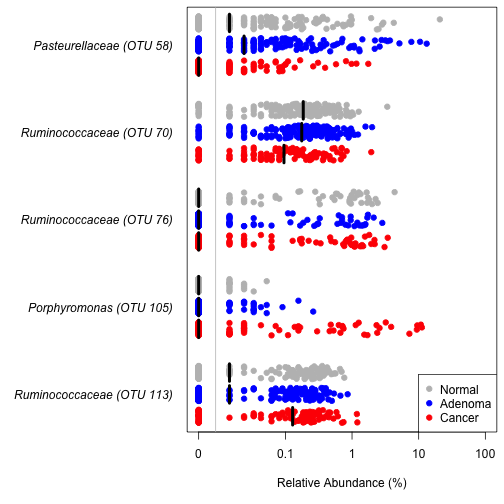 Pasteurellaceae (OTU 58)
Ruminococcaceae (OTU 70)
Ruminococcaceae (OTU 76)
Porphyromonas (OTU 105)
Ruminococcaceae (OTU 113)
Normal
Adenoma
Cancer
0 0.1 1 10 100
Relative Abundance (%)